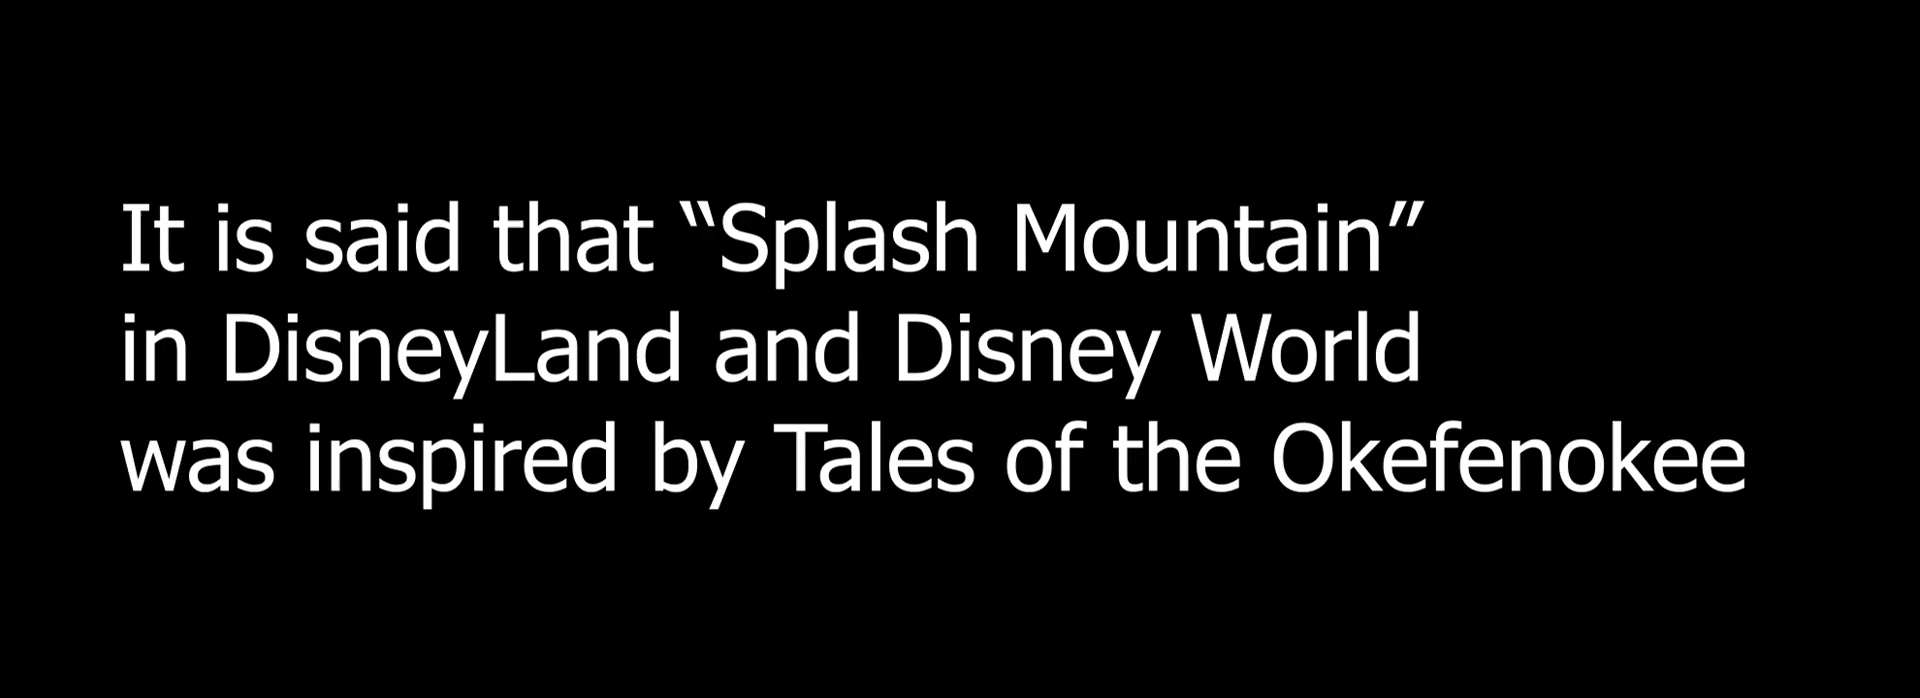 It is said that “Splash Mountain”
in DisneyLand and Disney World
was inspired by Tales of the Okefenokee